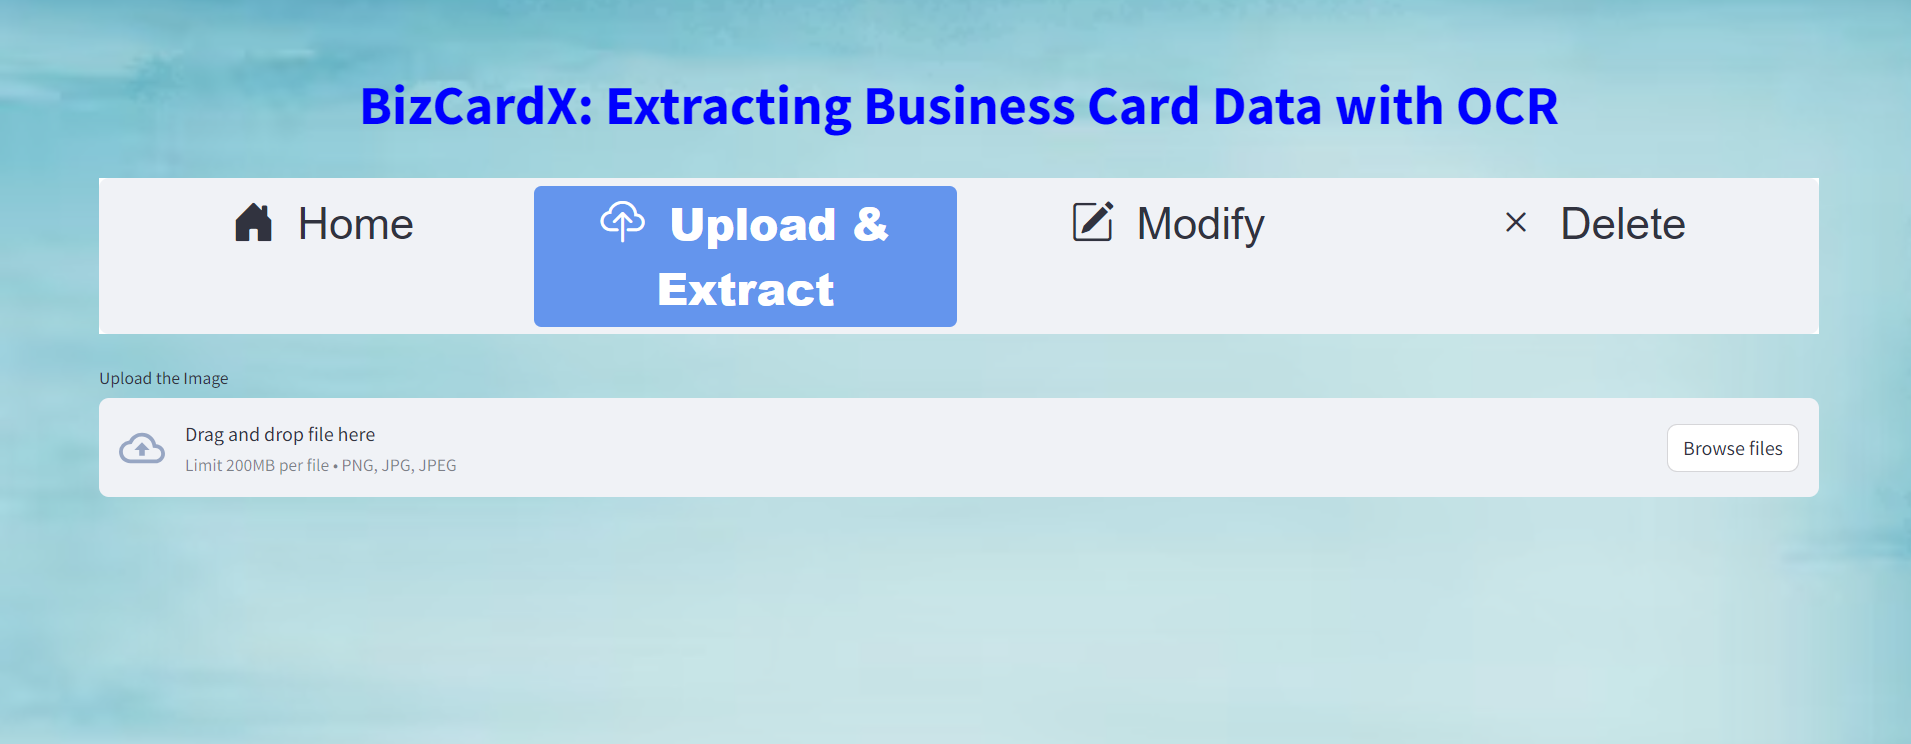 BizCardX: Extracting Business Card Data with OCR
Home
Upload &
Extract
Modify
Delete
Upload the Image
Drag and drop file here
Limit 200MB per file • PNG, JPG, JPEG
Browse files